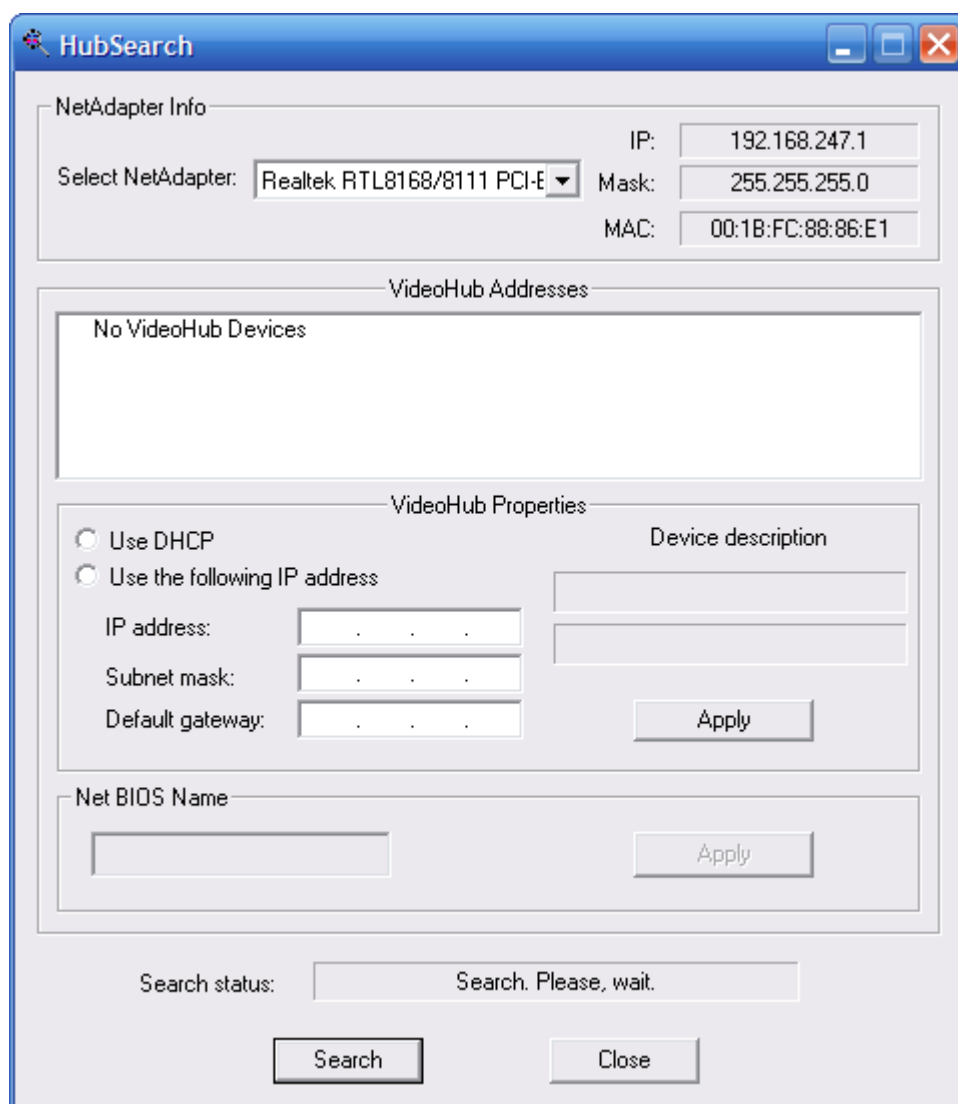 HubSearch
NetAdapter Info
IP: 192.168.247.1
Select NetAdapter: Realtek RTL8168/8111 PCI-E Mask: 255.255.255.0
MAC: 00:1B:FC:88:86:E1
VideoHub Addresses
No VideoHub Devices
VideoHub Properties
Use DHCP
Device description
Use the following IP address
IP address: . . .
Subnet mask: . . .
Default gateway: . . .
Apply
Net BIOS Name
Apply
Search status: Search. Please, wait.
Search Close